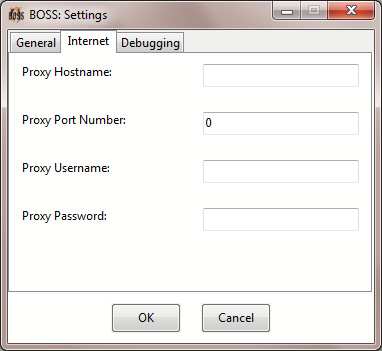 BOSS: Settings
General Internet Debugging
Proxy Hostname:
Proxy Port Number: 0
Proxy Username:
Proxy Password:
OK Cancel